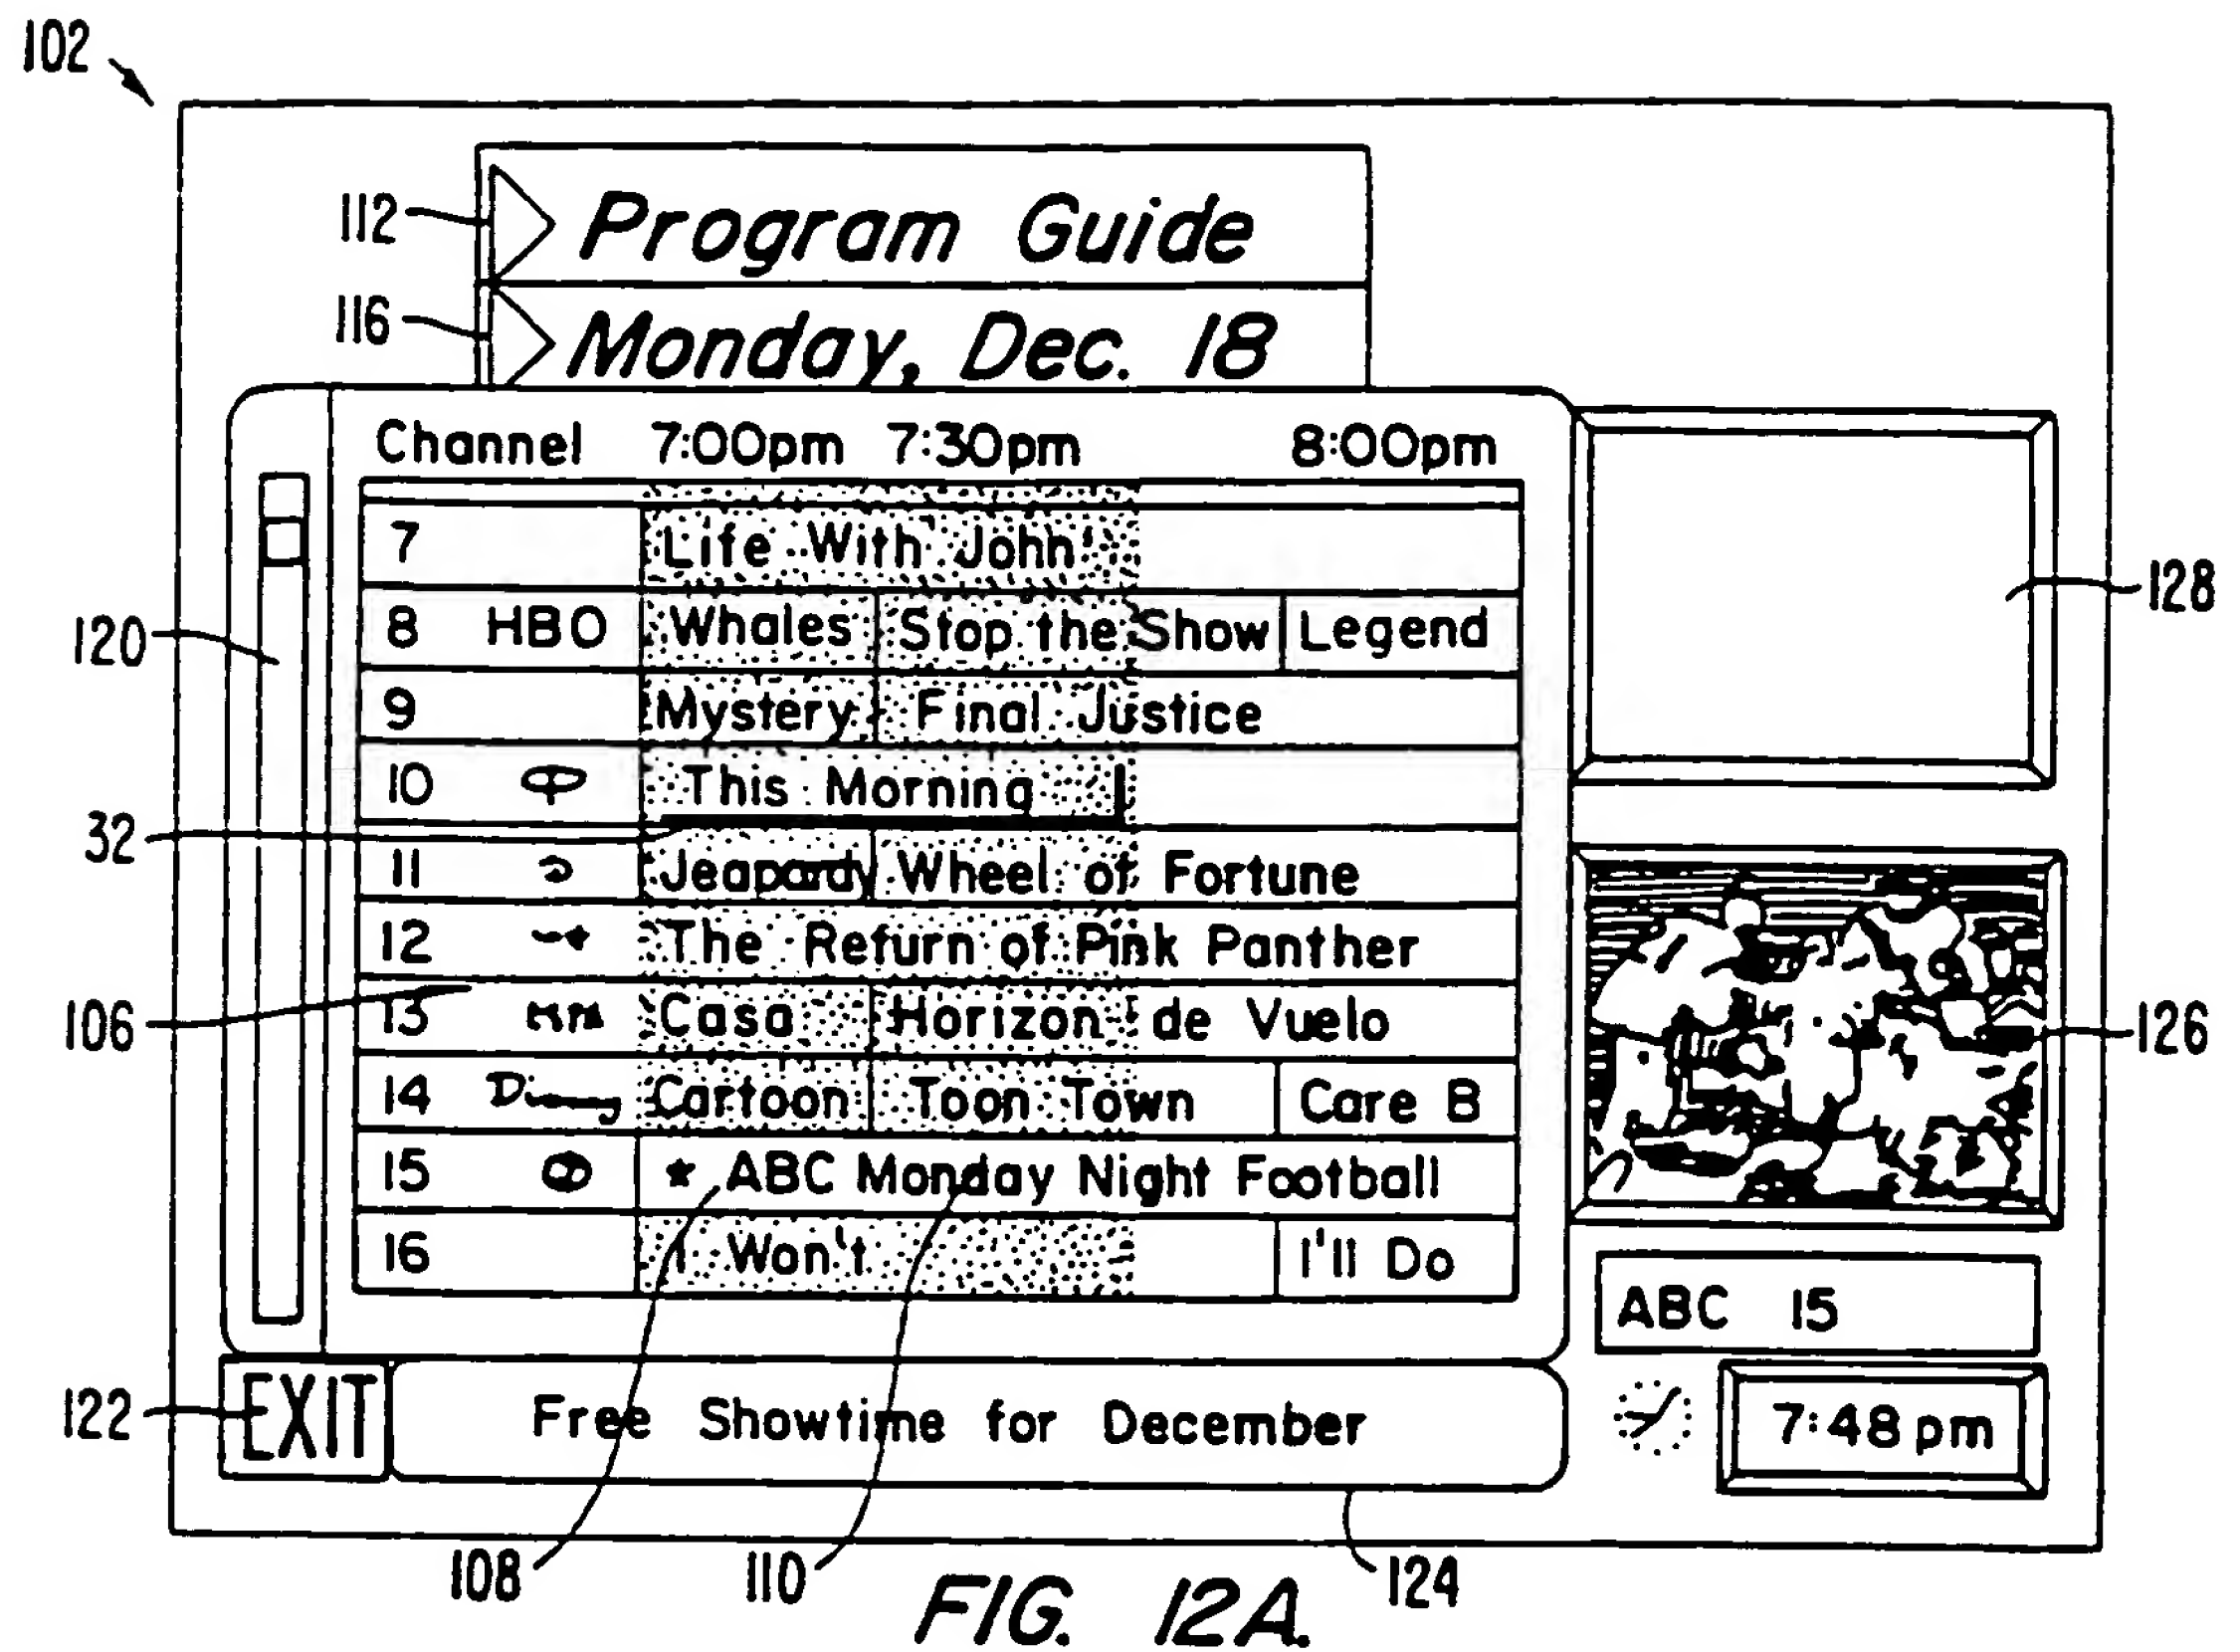 102
112 Program Guide
116 Monday, Dec. 18
Channel 7:00pm 7:30pm 8:00pm
7 Life With John
8 HBO Whales Stop the Show Legend
128
120
9 Mystery Final Justice
10 This Morning
32
11 Jeapardy Wheel of Fortune
12 The Return of Pink Panther
106
13 Casa Horizon de Vuelo
126
14 Cartoon Toon Town Care B
15 ★ ABC Monday Night Football
16 I Won't I'll Do
ABC 15
122 EXIT Free Showtime for December 7:48 pm
108 110 124
FIG. 12A.